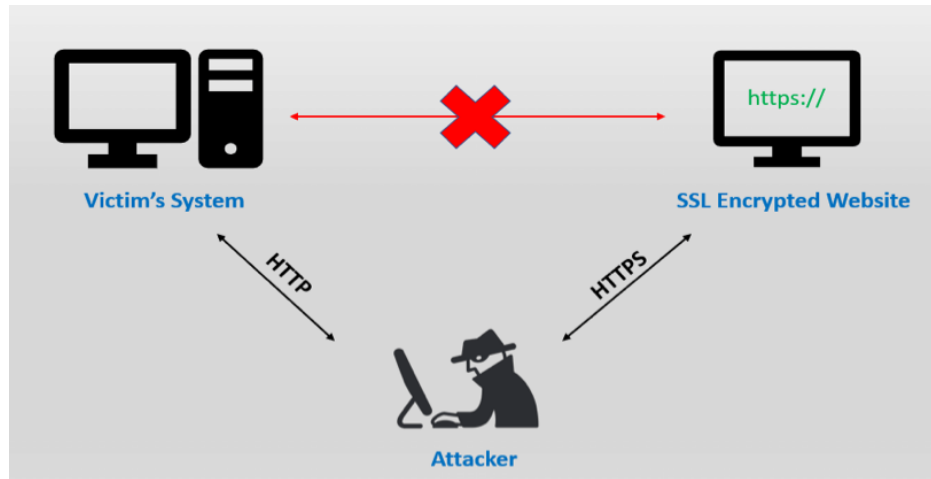 https://
Victim's System
SSL Encrypted Website
HTTP
HTTPS
Attacker